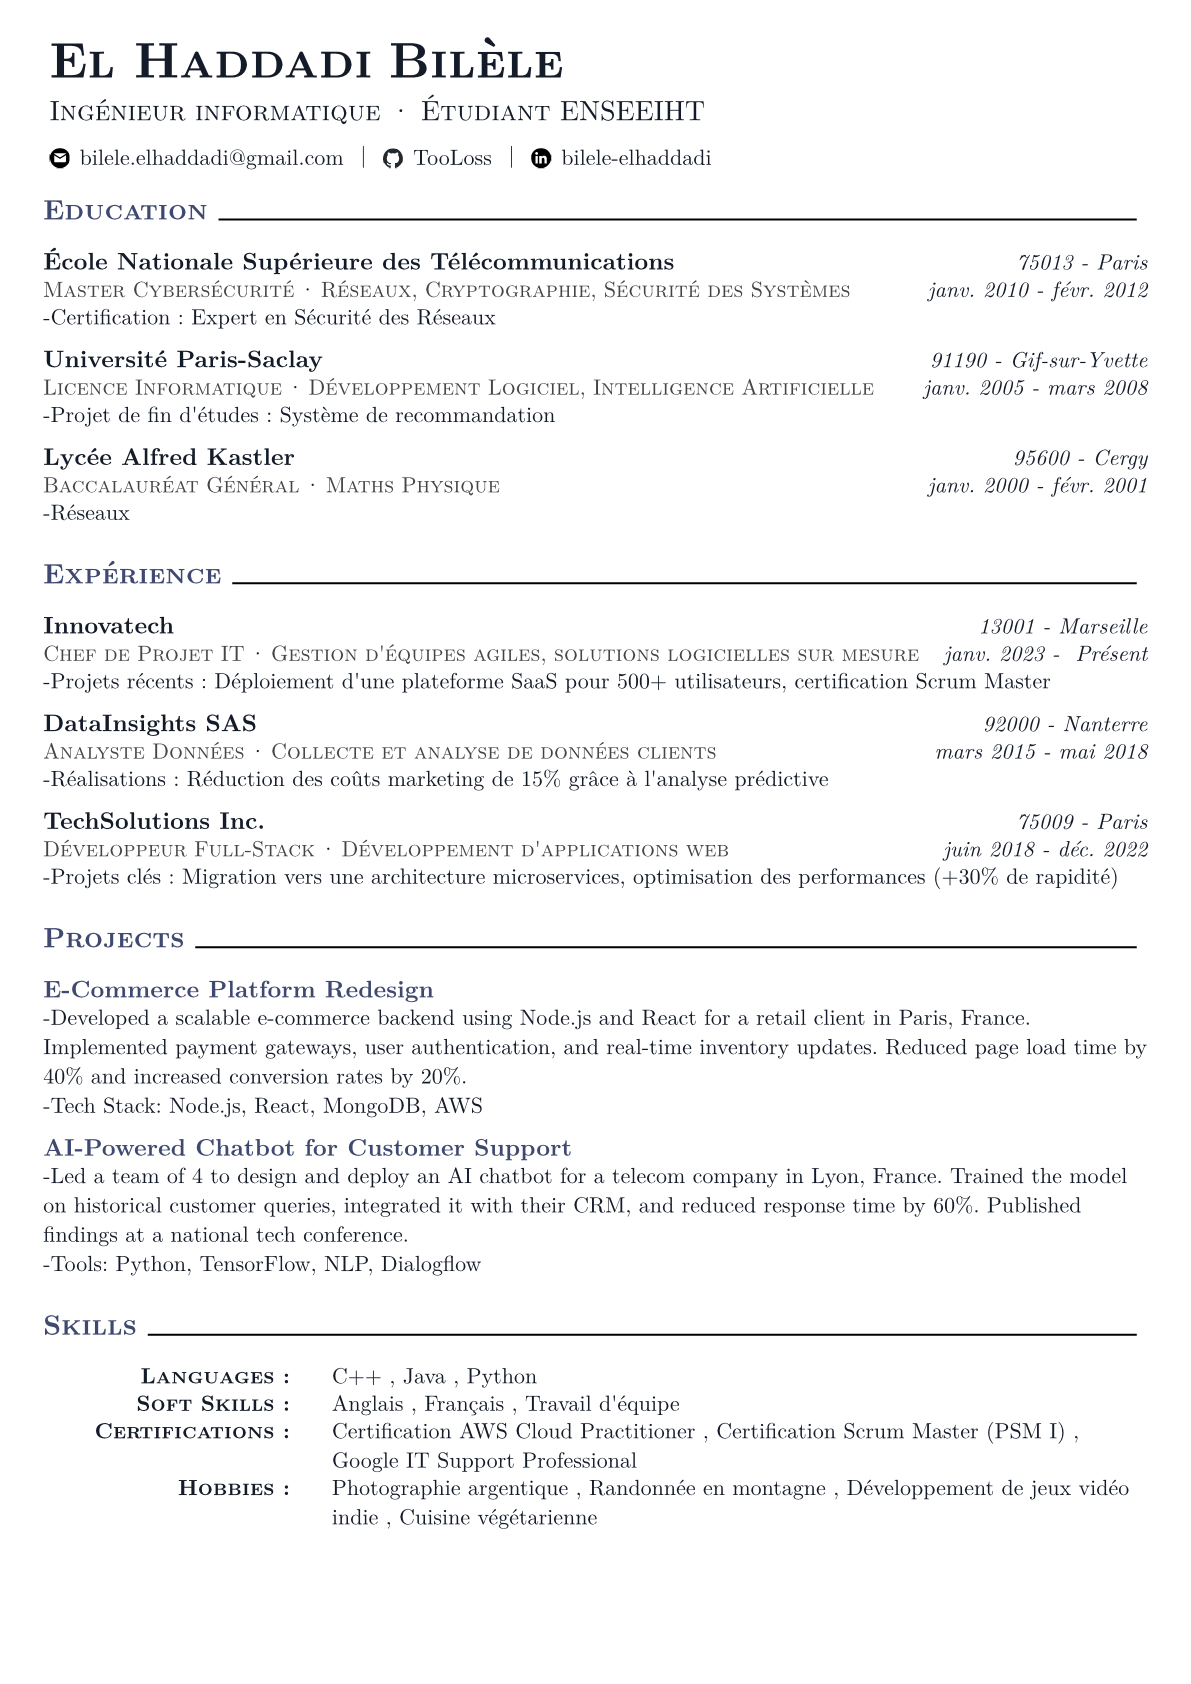 El Haddadi Bilèle
Ingénieur informatique · Étudiant ENSEEIHT
bilele.elhaddadi@gmail.com | TooLoss | bilele-elhaddadi
Education
École Nationale Supérieure des Télécommunications 75013 - Paris
Master Cybersécurité · Réseaux, Cryptographie, Sécurité des Systèmes janv. 2010 - févr. 2012
-Certification : Expert en Sécurité des Réseaux
Université Paris-Saclay 91190 - Gif-sur-Yvette
Licence Informatique · Développement Logiciel, Intelligence Artificielle janv. 2005 - mars 2008
-Projet de fin d'études : Système de recommandation
Lycée Alfred Kastler 95600 - Cergy
Baccalauréat Général · Maths Physique janv. 2000 - févr. 2001
-Réseaux
Expérience
Innovatech 13001 - Marseille
Chef de Projet IT · Gestion d'équipes agiles, solutions logicielles sur mesure janv. 2023 - Présent
-Projets récents : Déploiement d'une plateforme SaaS pour 500+ utilisateurs, certification Scrum Master
DataInsights SAS 92000 - Nanterre
Analyste Données · Collecte et analyse de données clients mars 2015 - mai 2018
-Réalisations : Réduction des coûts marketing de 15% grâce à l'analyse prédictive
TechSolutions Inc. 75009 - Paris
Développeur Full-Stack · Développement d'applications web juin 2018 - déc. 2022
-Projets clés : Migration vers une architecture microservices, optimisation des performances (+30% de rapidité)
Projects
E-Commerce Platform Redesign
-Developed a scalable e-commerce backend using Node.js and React for a retail client in Paris, France.
Implemented payment gateways, user authentication, and real-time inventory updates. Reduced page load time by
40% and increased conversion rates by 20%.
-Tech Stack: Node.js, React, MongoDB, AWS
AI-Powered Chatbot for Customer Support
-Led a team of 4 to design and deploy an AI chatbot for a telecom company in Lyon, France. Trained the model
on historical customer queries, integrated it with their CRM, and reduced response time by 60%. Published
findings at a national tech conference.
-Tools: Python, TensorFlow, NLP, Dialogflow
Skills
Languages : C++ , Java , Python
Soft Skills : Anglais , Français , Travail d'équipe
Certifications : Certification AWS Cloud Practitioner , Certification Scrum Master (PSM I) ,
Google IT Support Professional
Hobbies : Photographie argentique , Randonnée en montagne , Développement de jeux vidéo
indie , Cuisine végétarienne